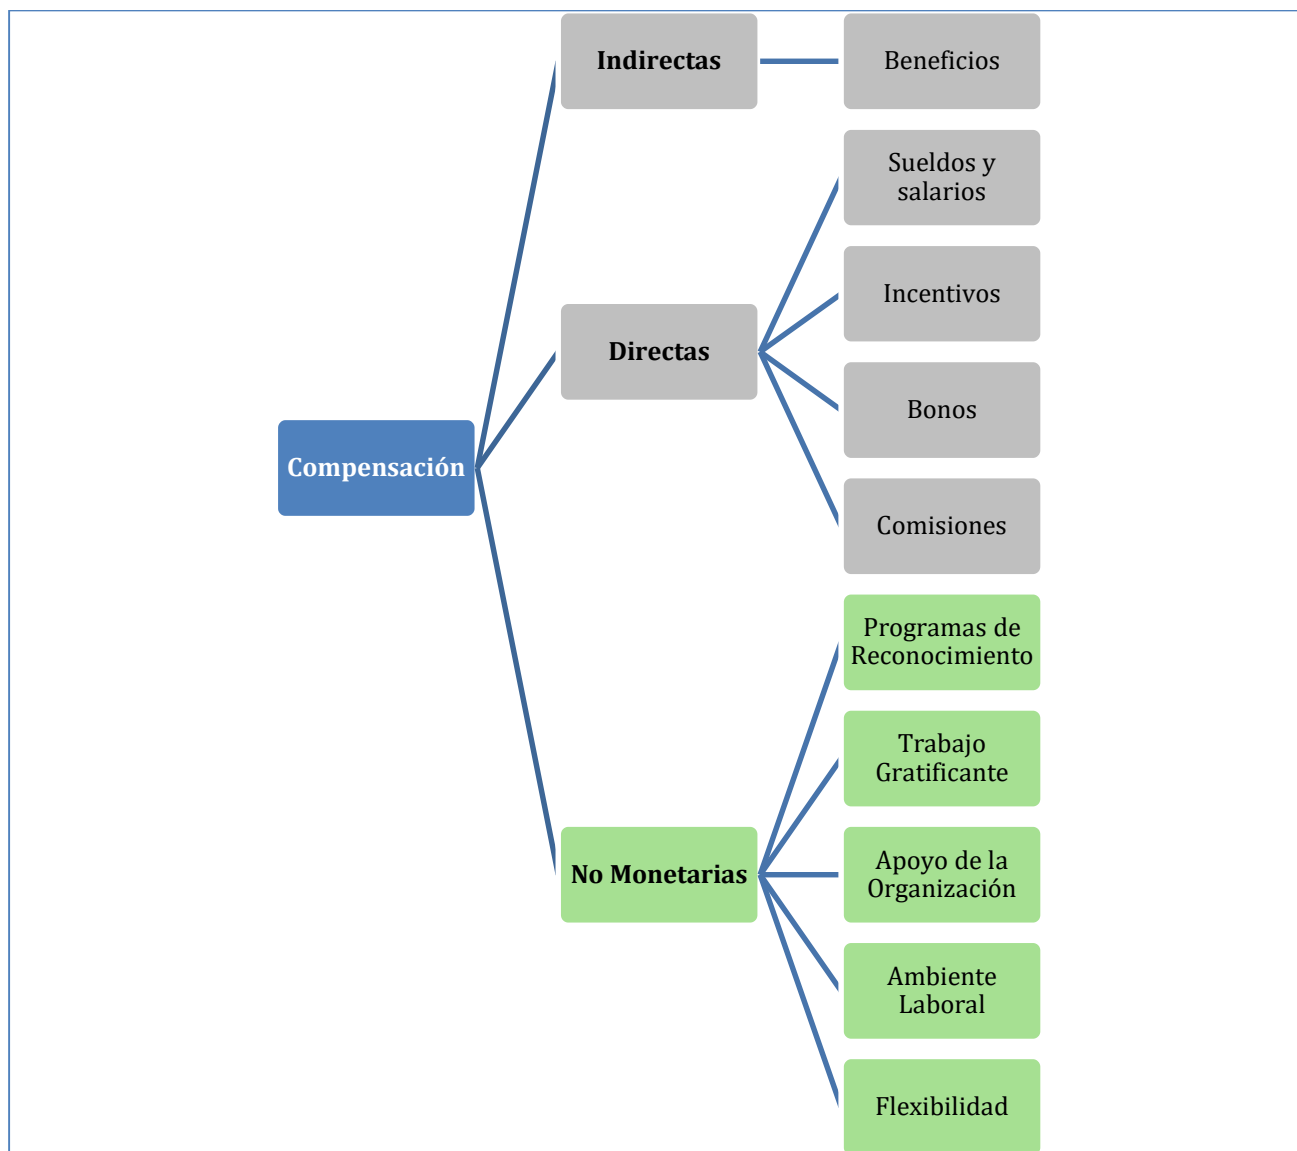 Indirectas
Beneficios
Sueldos y
salarios
Incentivos
Directas
Bonos
Compensación
Comisiones
Programas de
Reconocimiento
Trabajo
Gratificante
No Monetarias
Apoyo de la
Organización
Ambiente
Laboral
Flexibilidad